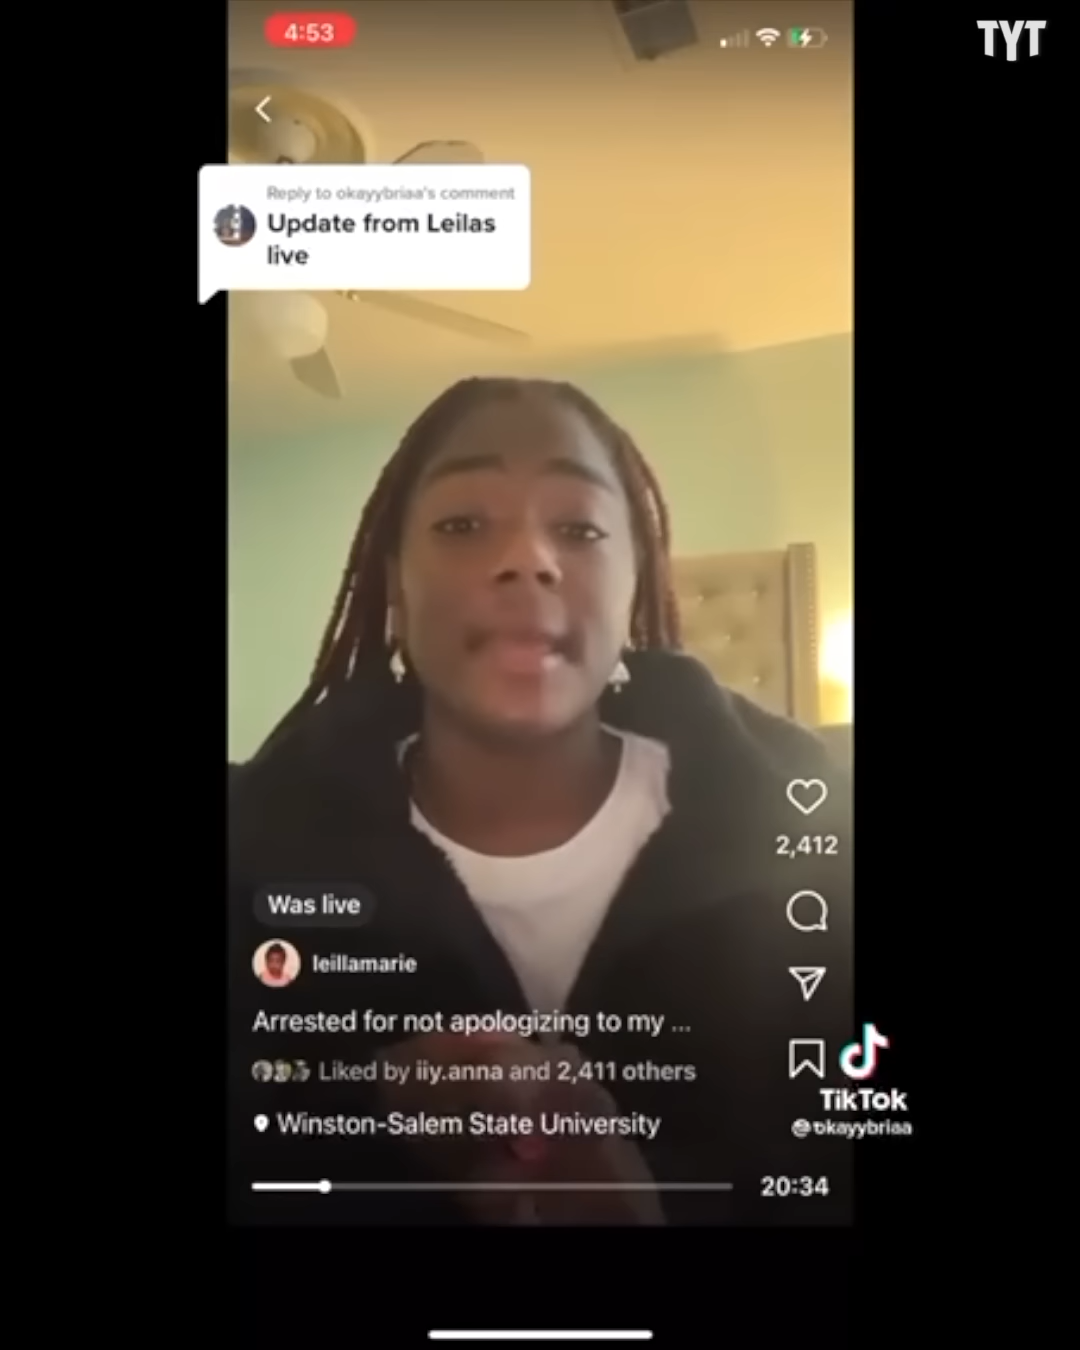 4:53
TYT
Reply to okayybriaa's comment
Update from Leilas
live
Was live
leillamarie
Arrested for not apologizing to my ...
Liked by iiy.anna and 2,411 others
Winston-Salem State University
20:34
2,412
TikTok
@okayybriaa